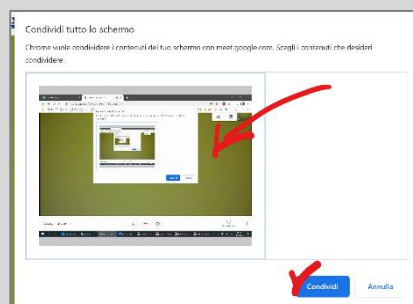 Condividi tutto lo schermo
Chrome vuole condividere i contenuti del tuo schermo con meet.google.com. Scegli i contenuti che desideri
condividere.
Condividi Annulla